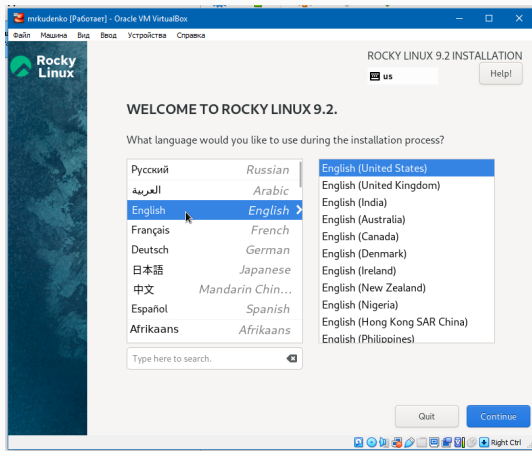 mrkudenko [Работает] - Oracle VM VirtualBox
Файл Машина Вид Ввод Устройства Справка
Rocky Linux
ROCKY LINUX 9.2 INSTALLATION
us
Help!
WELCOME TO ROCKY LINUX 9.2.
What language would you like to use during the installation process?
Русский Russian
العربية Arabic
English English
Français French
Deutsch German
日本語 Japanese
中文 Mandarin Chin...
Español Spanish
Afrikaans Afrikaans
Type here to search.
English (United States)
English (United Kingdom)
English (India)
English (Australia)
English (Canada)
English (Denmark)
English (Ireland)
English (New Zealand)
English (Nigeria)
English (Hong Kong SAR China)
English (Philippines)
Quit
Continue
Right Ctrl